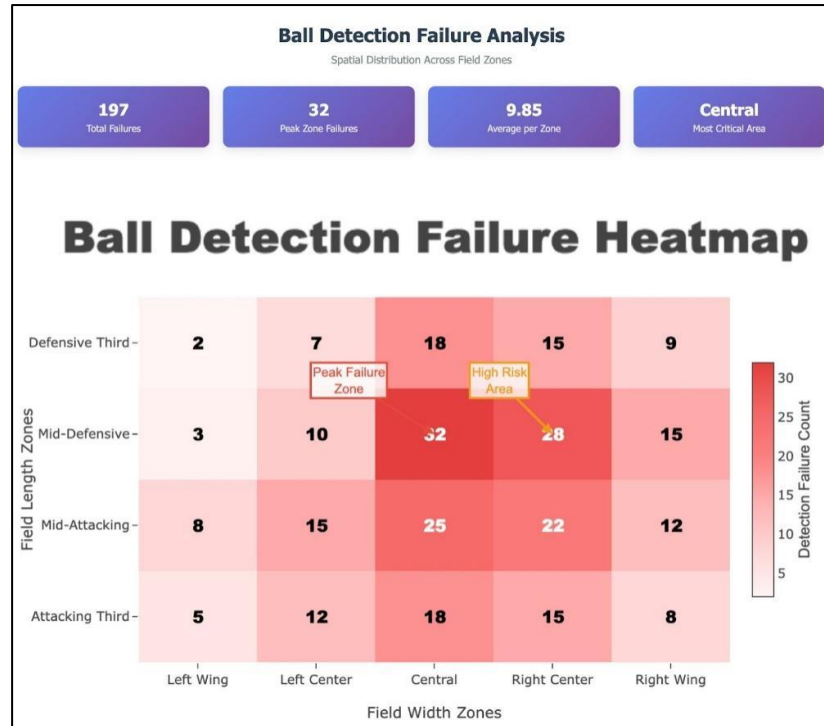 Ball Detection Failure Analysis
Spatial Distribution Across Field Zones
197 32 9.85 Central
Total Failures Peak Zone Failures Average per Zone Most Critical Area
Ball Detection Failure Heatmap
Defensive Third 2 7 18 15 9
Peak Failure
Zone
High Risk
Area
Mid-Defensive 3 10 32 28 15
Mid-Attacking 8 15 25 22 12
Attacking Third 5 12 18 15 8
Left Wing Left Center Central Right Center Right Wing
Field Width Zones
Field Length Zones
30
25
20
15
10
5
Detection Failure Count